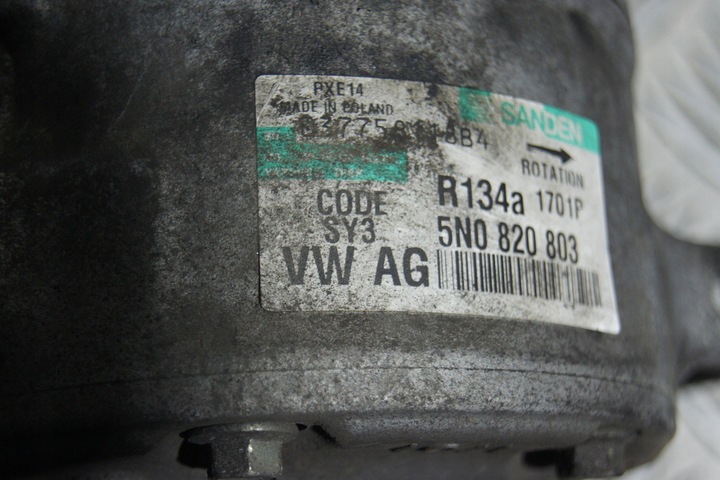 PXE14
MADE IN POLAND
SANDEN
ROTATION
CODE
SY3
R134a 1701P
5N0 820 803
VW AG